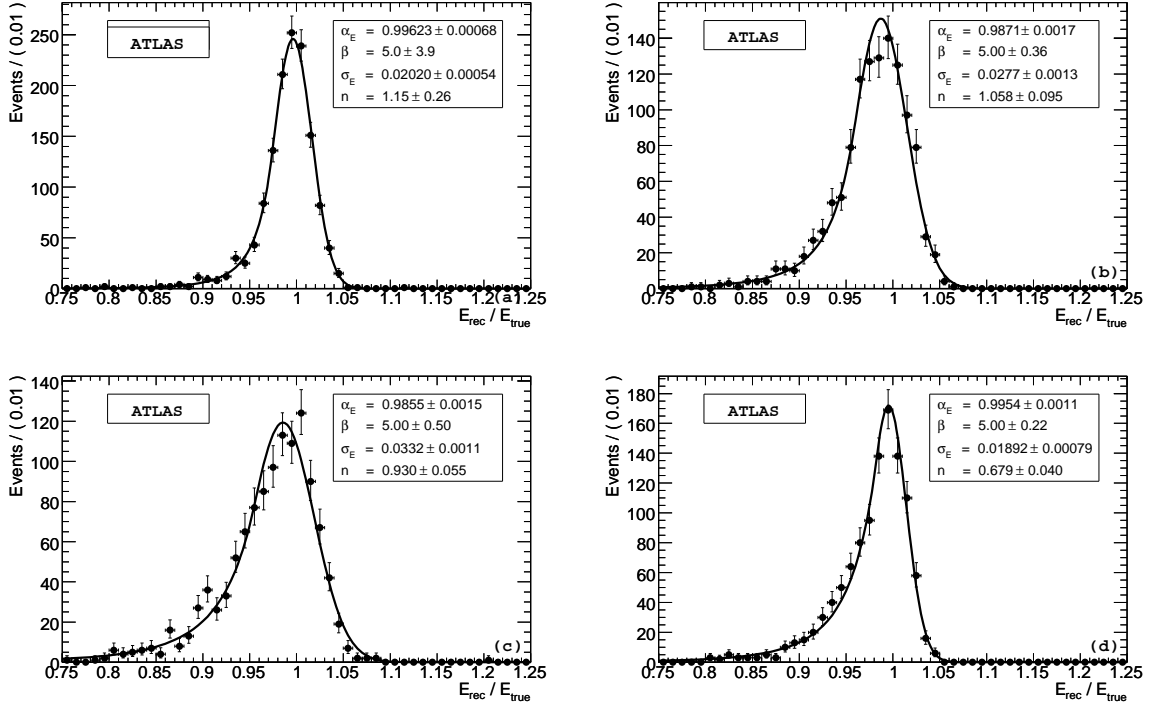 Events / ( 0.01 )
250
200
150
100
50
0
ATLAS
α_E = 0.99623 ± 0.00068
β = 5.0 ± 3.9
σ_E = 0.02020 ± 0.00054
n = 1.15 ± 0.26
(a)
0.75 0.8 0.85 0.9 0.95 1 1.05 1.1 1.15 1.2 1.25
E_rec / E_true
Events / ( 0.01 )
140
120
100
80
60
40
20
0
ATLAS
α_E = 0.9871 ± 0.0017
β = 5.00 ± 0.36
σ_E = 0.0277 ± 0.0013
n = 1.058 ± 0.095
(b)
0.75 0.8 0.85 0.9 0.95 1 1.05 1.1 1.15 1.2 1.25
E_rec / E_true
Events / ( 0.01 )
140
120
100
80
60
40
20
0
ATLAS
α_E = 0.9855 ± 0.0015
β = 5.00 ± 0.50
σ_E = 0.0332 ± 0.0011
n = 0.930 ± 0.055
(c)
0.75 0.8 0.85 0.9 0.95 1 1.05 1.1 1.15 1.2 1.25
E_rec / E_true
Events / ( 0.01 )
180
160
140
120
100
80
60
40
20
0
ATLAS
α_E = 0.9954 ± 0.0011
β = 5.00 ± 0.22
σ_E = 0.01892 ± 0.00079
n = 0.679 ± 0.040
(d)
0.75 0.8 0.85 0.9 0.95 1 1.05 1.1 1.15 1.2 1.25
E_rec / E_true